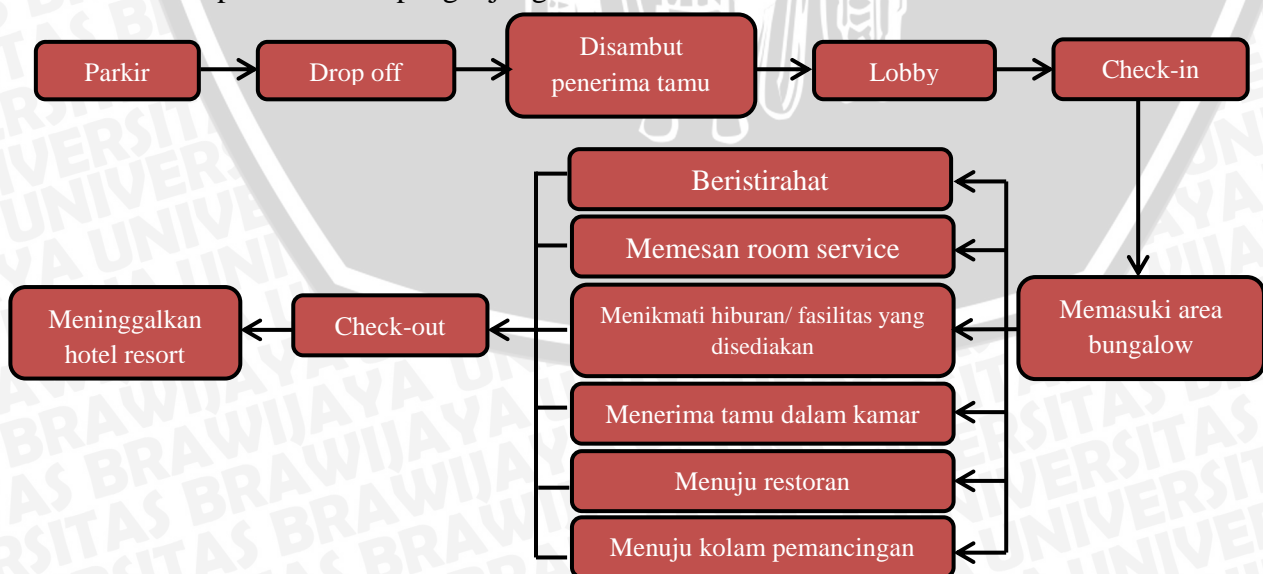 Parkir
Drop off
Disambut
penerima tamu
Lobby
Check-in
Beristirahat
Memesan room service
Menikmati hiburan/ fasilitas yang
disediakan
Menerima tamu dalam kamar
Menuju restoran
Menuju kolam pemancingan
Memasuki area
bungalow
Check-out
Meninggalkan
hotel resort